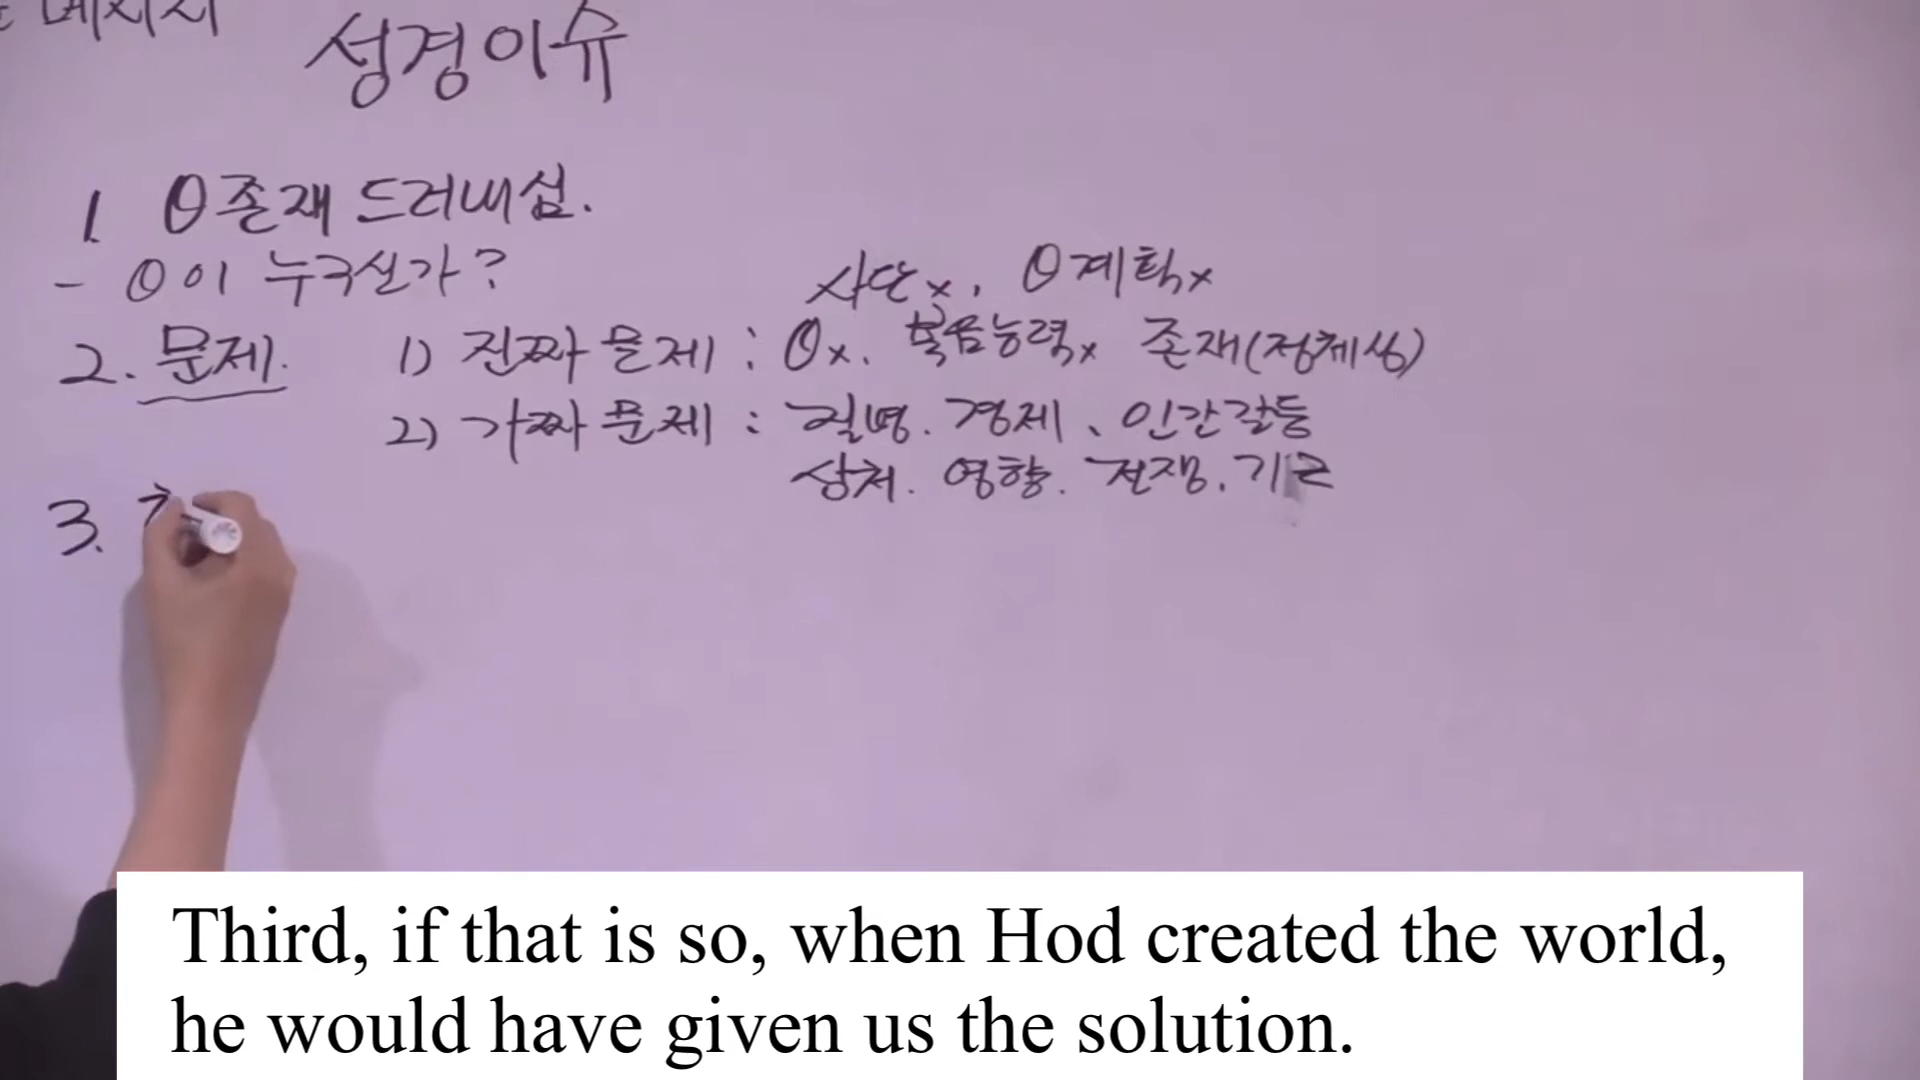 메시지
성경이슈
1. θ존재 드러내심.
- θ이 누구신가?
사단x, θ계획x
2. 문제. 1) 진짜 문제 : θx. 복음능력x 존재(정체성)
2) 가짜 문제 : 질병. 경제、인간갈등
상처. 영향. 전쟁. 기근
3.
Third, if that is so, when Hod created the world,
he would have given us the solution.